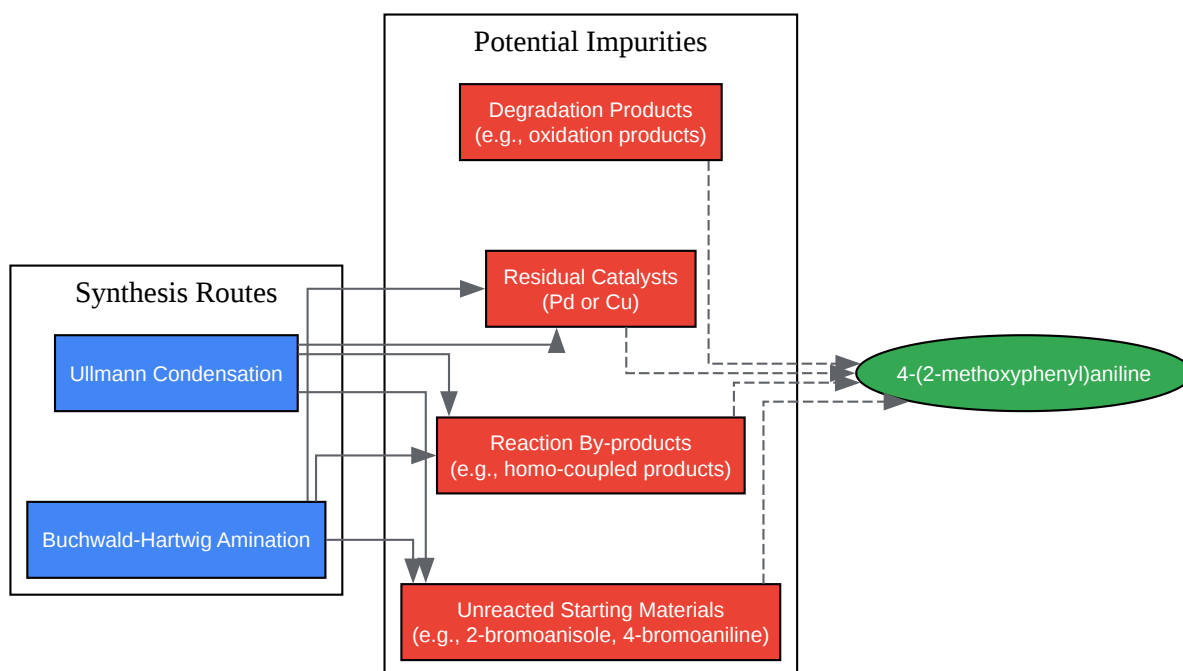 Potential Impurities
Degradation Products
(e.g., oxidation products)
Residual Catalysts
(Pd or Cu)
Reaction By-products
(e.g., homo-coupled products)
Unreacted Starting Materials
(e.g., 2-bromoanisole, 4-bromoaniline)
Synthesis Routes
Ullmann Condensation
Buchwald-Hartwig Amination
4-(2-methoxyphenyl)aniline